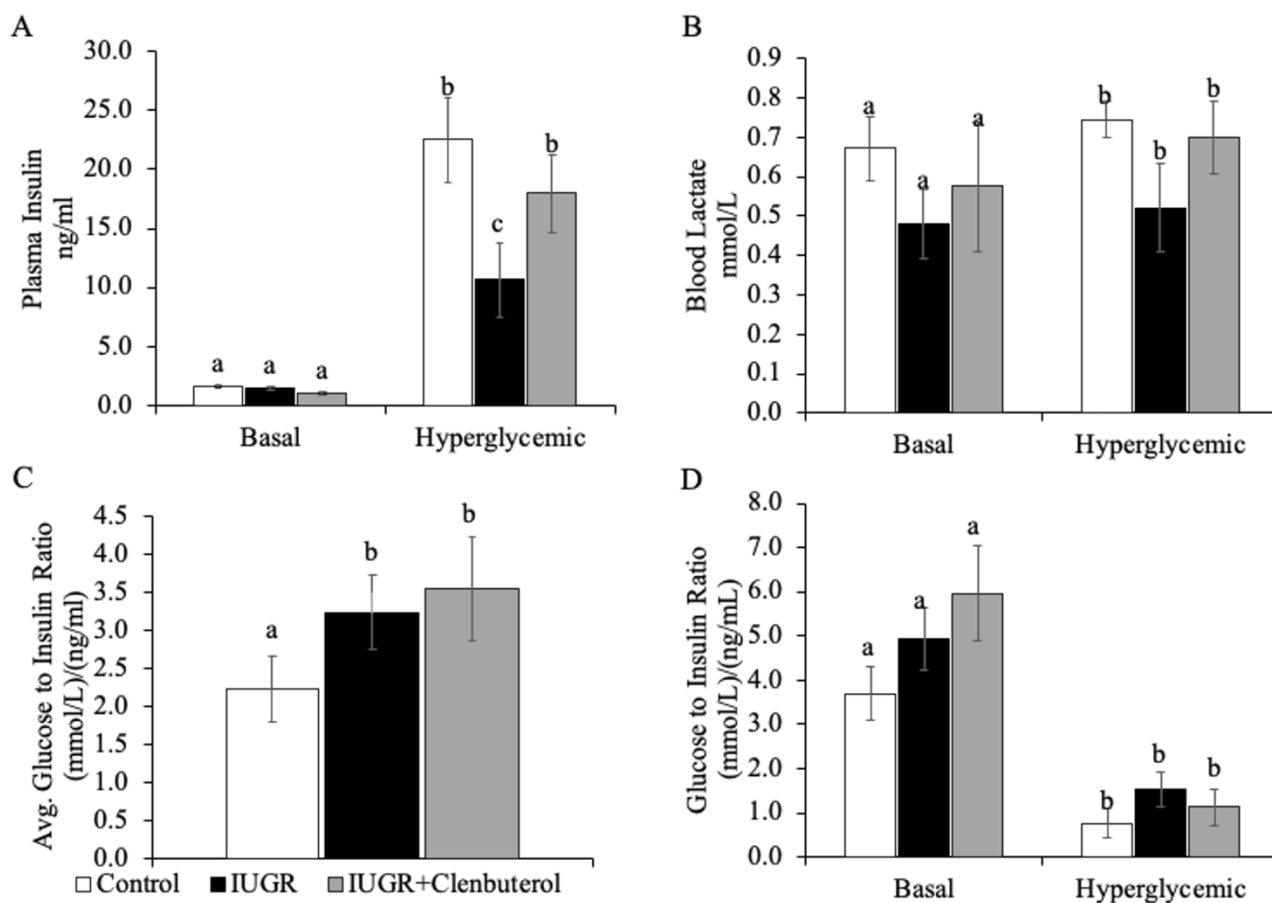 A
Plasma Insulin
ng/ml
30.0
25.0
20.0
15.0
10.0
5.0
0.0
a
a
a
b
c
b
Basal
Hyperglycemic
B
Blood Lactate
mmol/L
0.9
0.8
0.7
0.6
0.5
0.4
0.3
0.2
0.1
0.0
a
a
a
b
b
b
Basal
Hyperglycemic
C
Avg. Glucose to Insulin Ratio
(mmol/L)/(ng/ml)
4.5
4.0
3.5
3.0
2.5
2.0
1.5
1.0
0.5
0.0
a
b
b
Control
IUGR
IUGR+Clenbuterol
D
Glucose to Insulin Ratio
(mmol/L)/(ng/mL)
8.0
7.0
6.0
5.0
4.0
3.0
2.0
1.0
0.0
a
a
a
b
b
b
Basal
Hyperglycemic